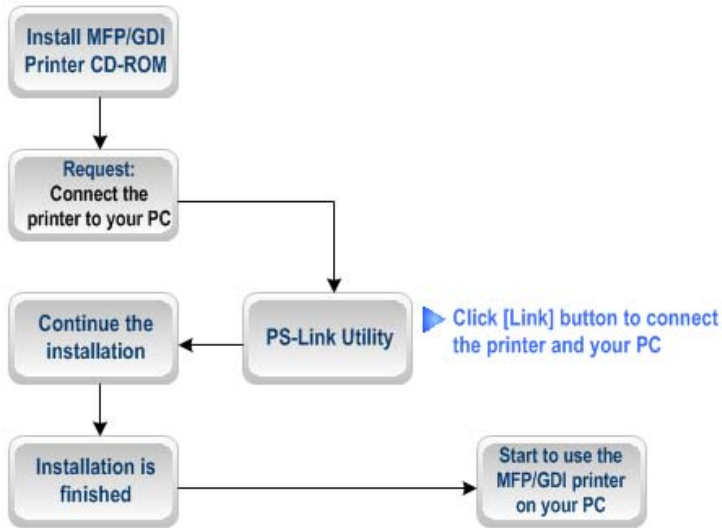 Install MFP/GDI
Printer CD-ROM
Request:
Connect the
printer to your PC
PS-Link Utility
Click [Link] button to connect
the printer and your PC
Continue the
installation
Installation is
finished
Start to use the
MFP/GDI printer
on your PC